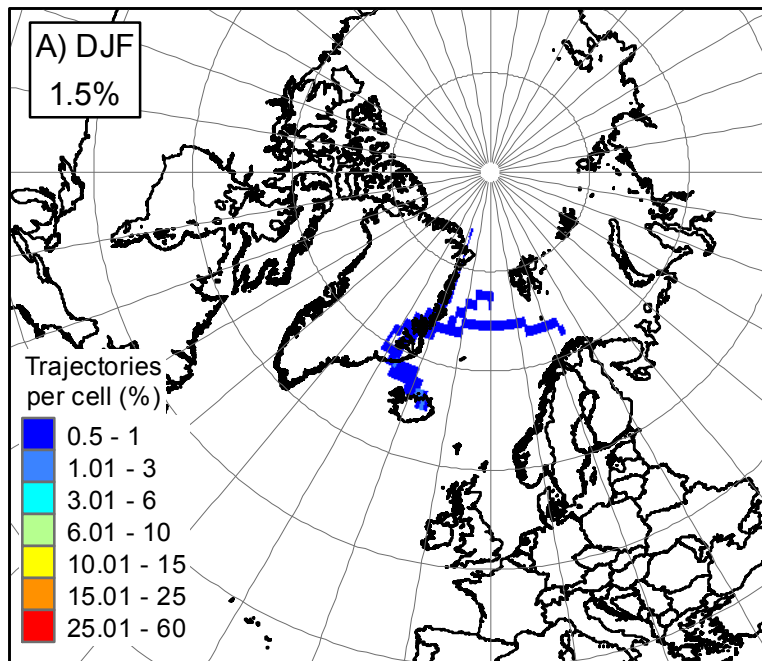 A) DJF
1.5%
Trajectories
per cell (%)
0.5 - 1
1.01 - 3
3.01 - 6
6.01 - 10
10.01 - 15
15.01 - 25
25.01 - 60